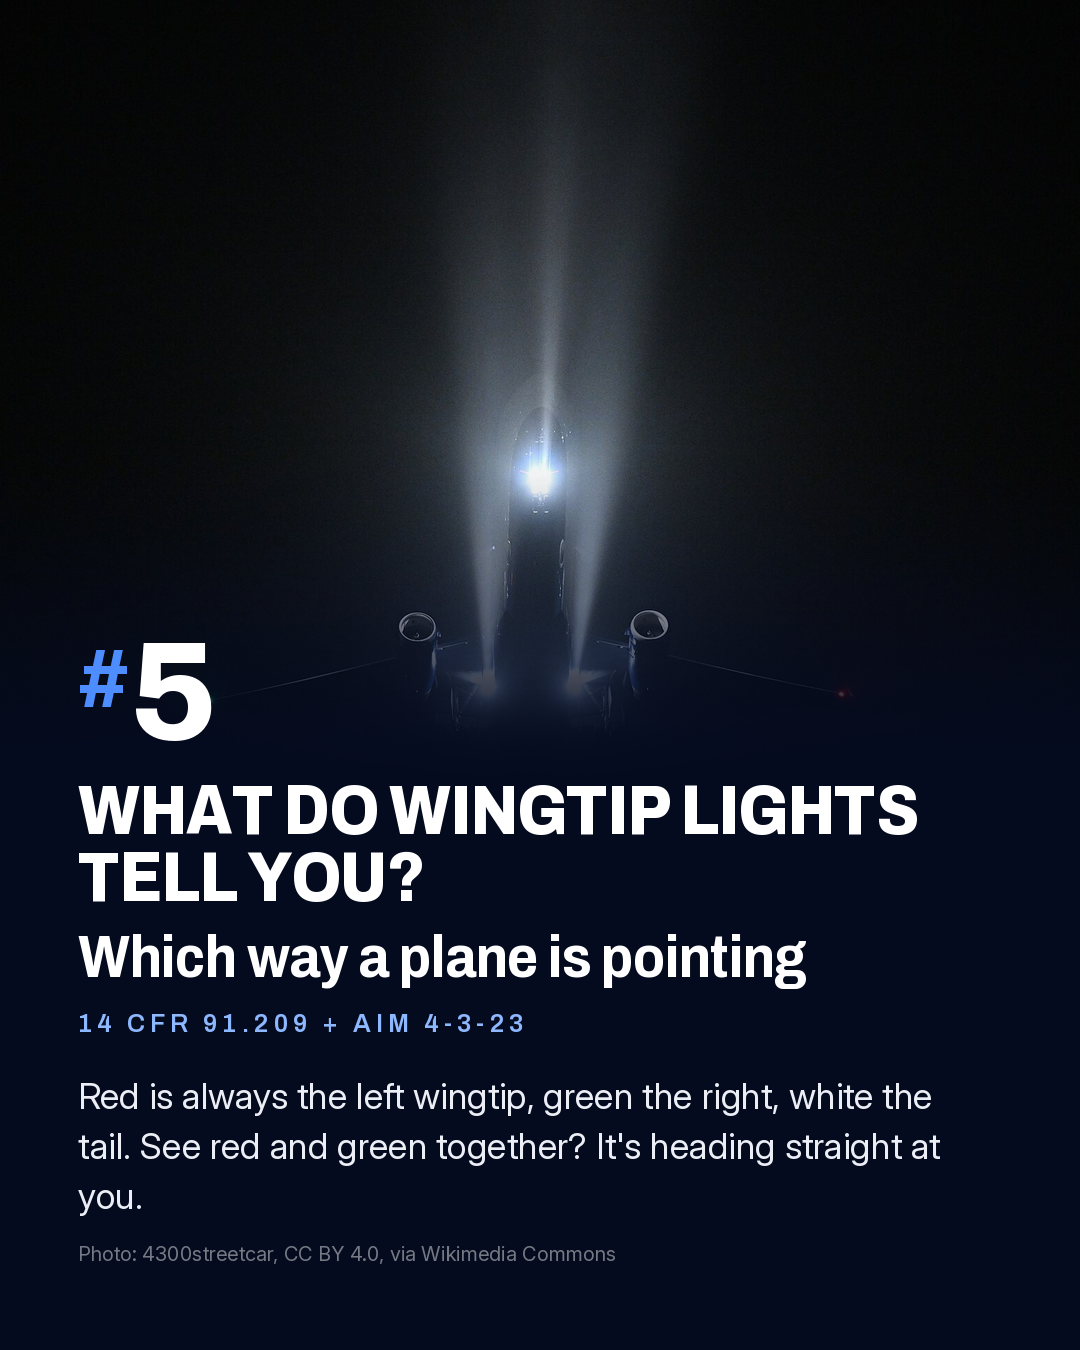 #5
WHAT DO WINGTIP LIGHTS
TELL YOU?
Which way a plane is pointing
14 CFR 91.209 + AIM 4-3-23
Red is always the left wingtip, green the right, white the
tail. See red and green together? It's heading straight at
you.
Photo: 4300streetcar, CC BY 4.0, via Wikimedia Commons